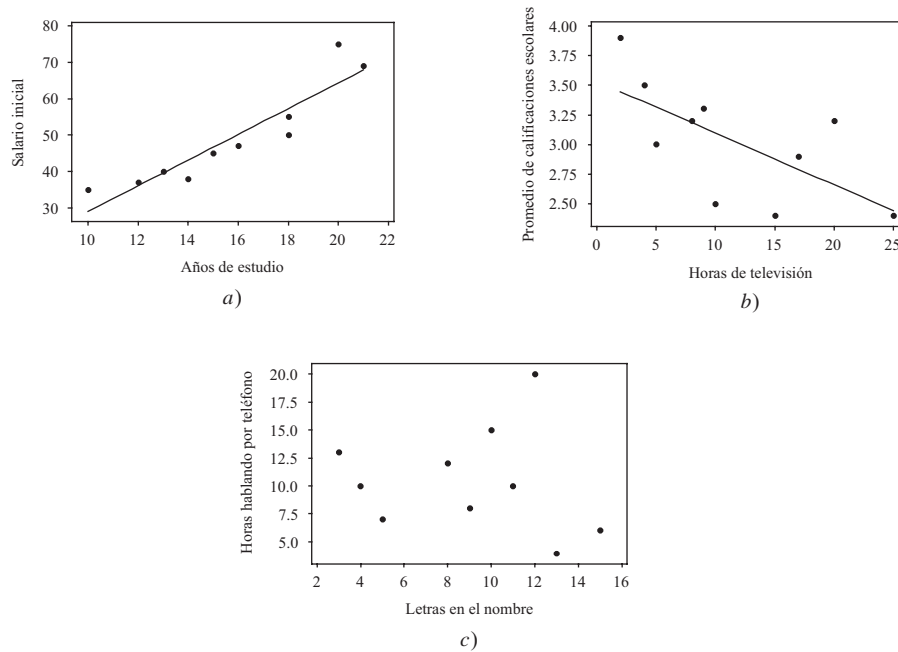 80
70
60
50
40
30
Salario inicial
10 12 14 16 18 20 22
Años de estudio
a)
4.00
3.75
3.50
3.25
3.00
2.75
2.50
Promedio de calificaciones escolares
0 5 10 15 20 25
Horas de televisión
b)
20.0
17.5
15.0
12.5
10.0
7.5
5.0
Horas hablando por teléfono
2 4 6 8 10 12 14 16
Letras en el nombre
c)